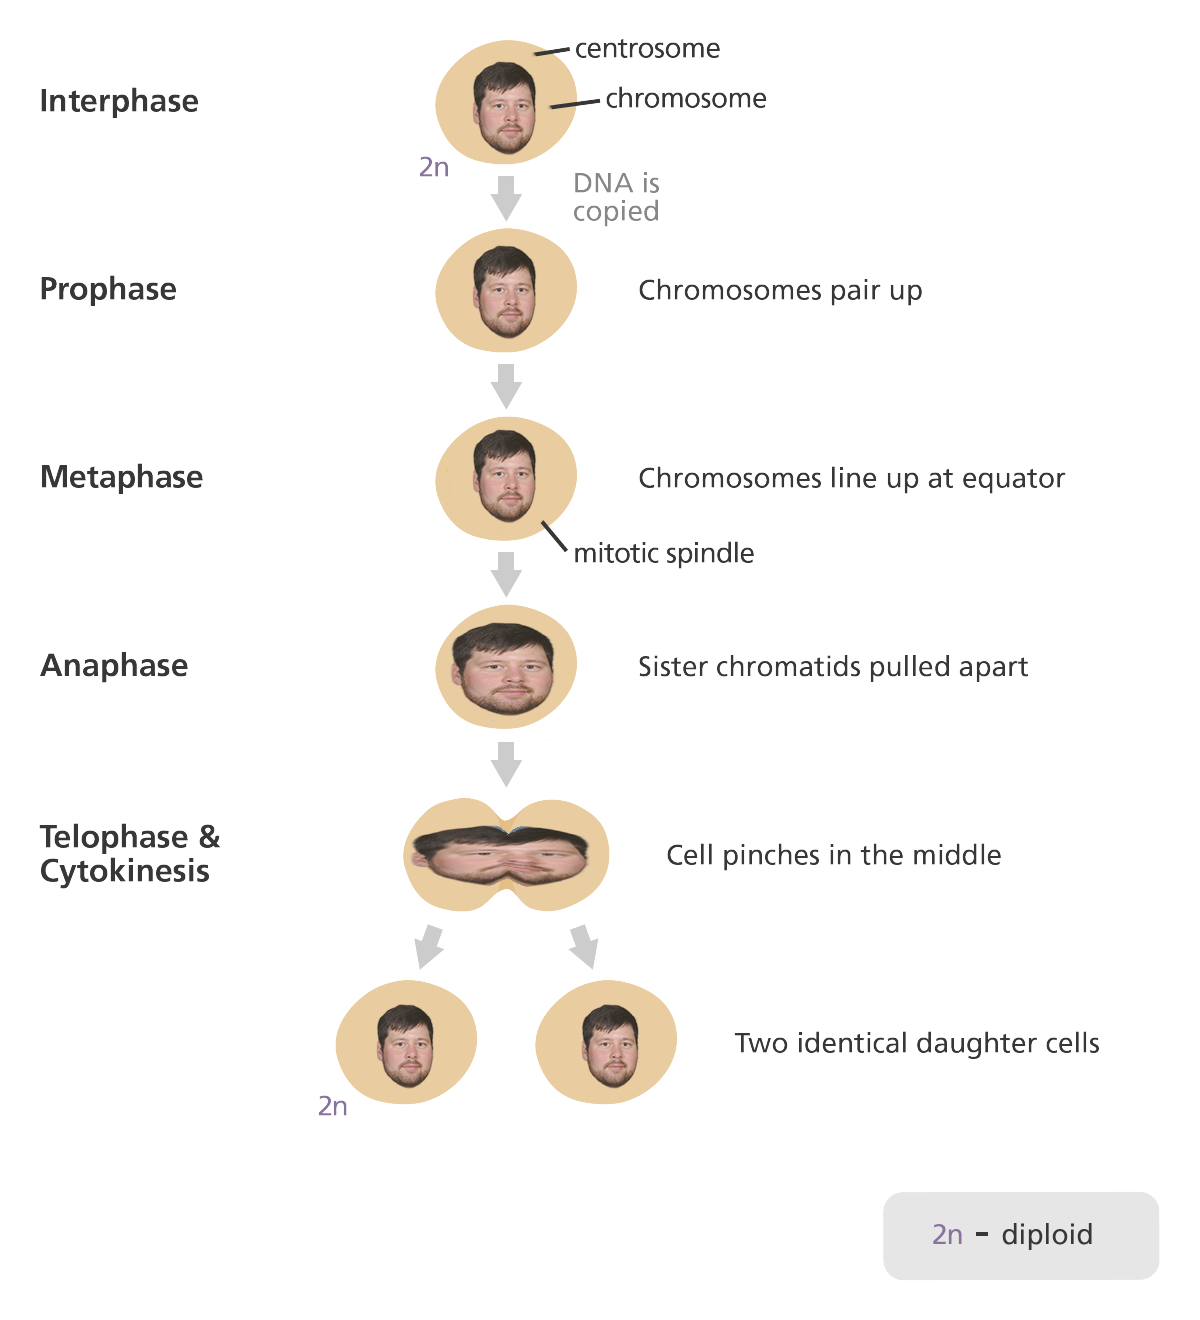 centrosome
Interphase
chromosome
2n
DNA is
copied
Prophase
Chromosomes pair up
Metaphase
Chromosomes line up at equator
mitotic spindle
Anaphase
Sister chromatids pulled apart
Telophase &
Cytokinesis
Cell pinches in the middle
Two identical daughter cells
2n
2n - diploid